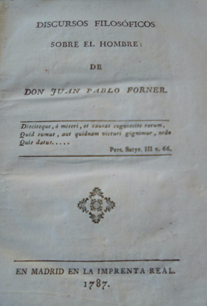 DISCURSOS FILOSÓFICOS
SOBRE EL HOMBRE:
DE
DON JUAN PABLO FORNER.
Disciteque, o miseri, et causas cognoscite rerum,
Quid sumus, aut quidnam victuri gignimur, ordo
Quis datus.....
Pers. Satyr. III v. 66.
EN MADRID EN LA IMPRENTA REAL.
1787.